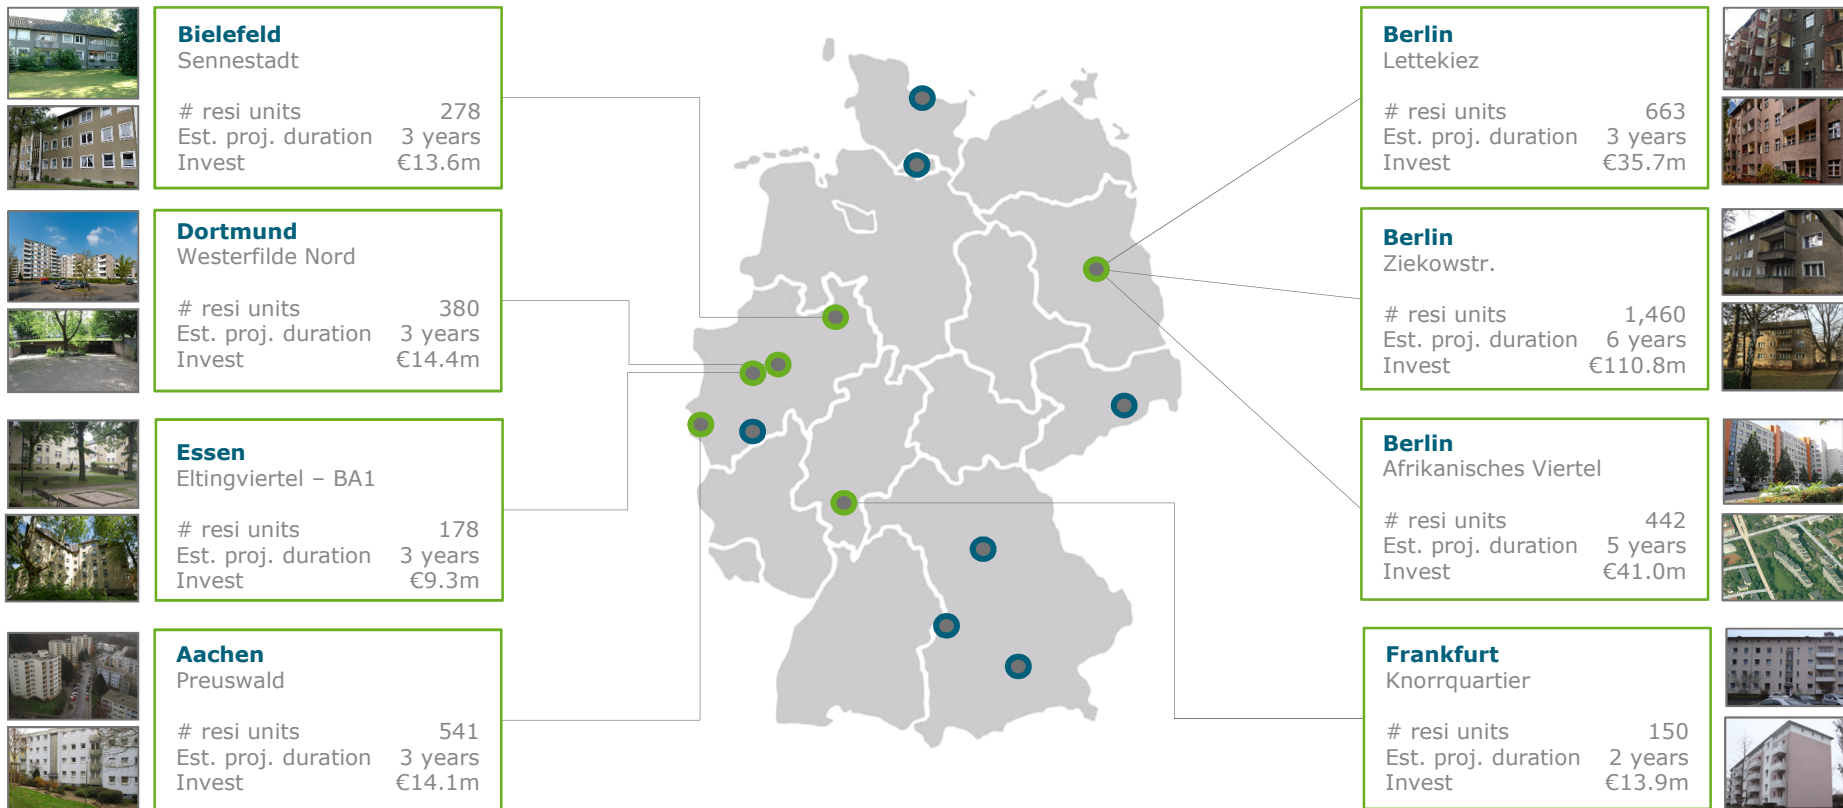 Bielefeld
Sennestadt
# resi units 278
Est. proj. duration 3 years
Invest €13.6m
Dortmund
Westerfilde Nord
# resi units 380
Est. proj. duration 3 years
Invest €14.4m
Essen
Eltingviertel – BA1
# resi units 178
Est. proj. duration 3 years
Invest €9.3m
Aachen
Preuswald
# resi units 541
Est. proj. duration 3 years
Invest €14.1m
Berlin
Lettekiez
# resi units 663
Est. proj. duration 3 years
Invest €35.7m
Berlin
Ziekowstr.
# resi units 1,460
Est. proj. duration 6 years
Invest €110.8m
Berlin
Afrikanisches Viertel
# resi units 442
Est. proj. duration 5 years
Invest €41.0m
Frankfurt
Knorrquartier
# resi units 150
Est. proj. duration 2 years
Invest €13.9m